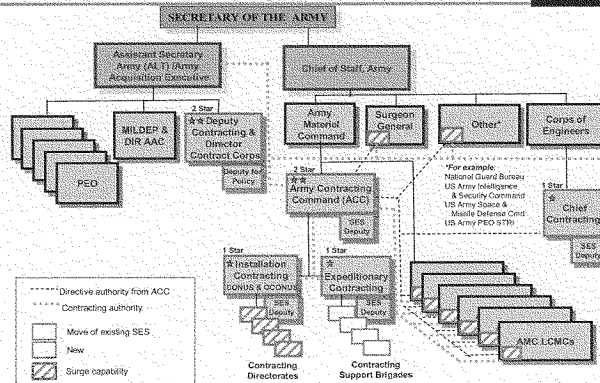 SECRETARY OF THE ARMY
Assistant Secretary
Army (ALT) /Army
Acquisition Executive
Chief of Staff, Army
PEO
MILDEP &
DIR AAC
2 Star
Deputy
Contracting &
Director
Contract Corps
Deputy for
Policy
Army
Materiel
Command
Surgeon
General
Other*
Corps of
Engineers
*For example:
National Guard Bureau
US Army Intelligence
& Security Command
US Army Space &
Missile Defense Cmd
US Army PEO STRI
2 Star
Army Contracting
Command (ACC)
SES
Deputy
1 Star
Chief
Contracting
SES
Deputy
1 Star
Installation
Contracting
CONUS & OCONUS
SES
Deputy
1 Star
Expeditionary
Contracting
SES
Deputy
AMC LCMCs
Contracting
Directorates
Contracting
Support Brigades
Directive authority from ACC
Contracting authority
Move of existing SES
New
Surge capability